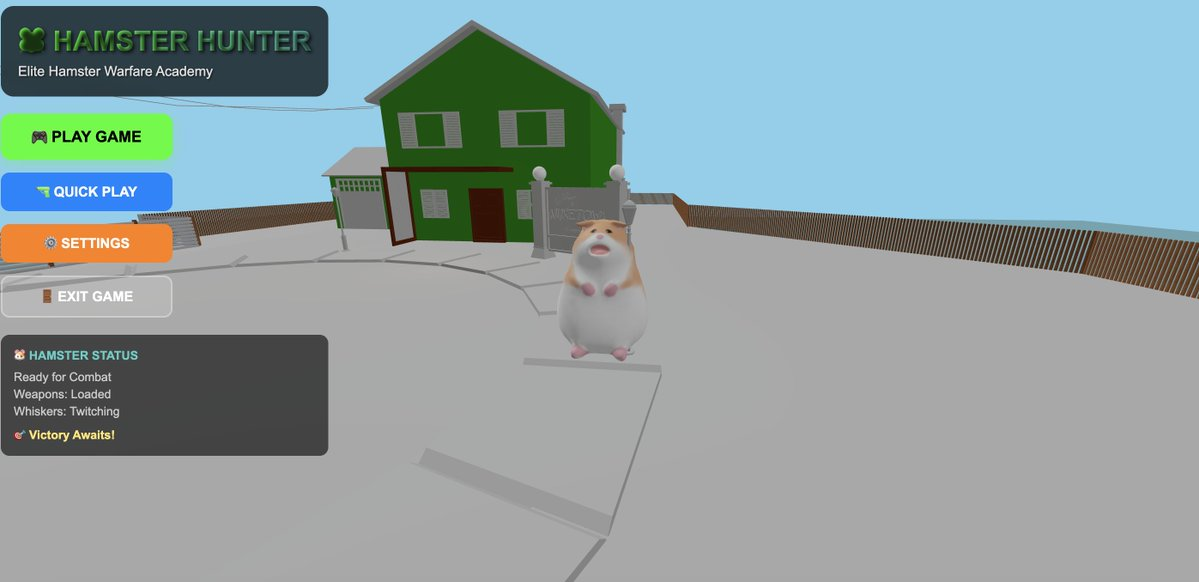 🍀 HAMSTER HUNTER
Elite Hamster Warfare Academy
🎮 PLAY GAME
🔫 QUICK PLAY
⚙️ SETTINGS
🚪 EXIT GAME
🐹 HAMSTER STATUS
Ready for Combat
Weapons: Loaded
Whiskers: Twitching
🎯 Victory Awaits!